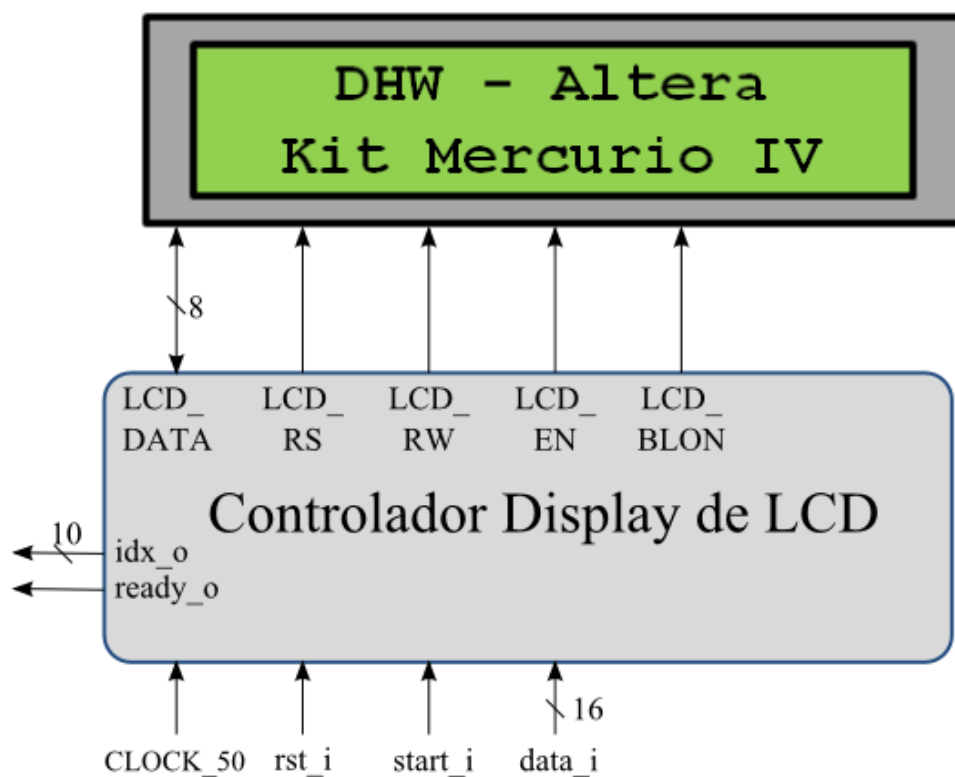 DHW - Altera
Kit Mercurio IV
8
LCD_ LCD_ LCD_ LCD_ LCD_
DATA RS RW EN BLON
Controlador Display de LCD
10
idx_o
ready_o
16
CLOCK_50 rst_i start_i data_i